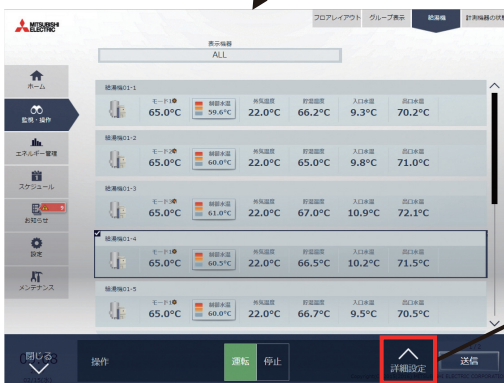 MITSUBISHI
ELECTRIC
フロアレイアウト グループ表示 給湯機 計測機器の状
表示機器
ALL
ホーム
監視・操作
エネルギー管理
スケジュール
お知らせ
設定
メンテナンス
給湯機01-1
モード1 制御水温 外気温度 貯湯温度 入口水温 出口水温
65.0°C 59.6°C 22.0°C 66.2°C 9.3°C 70.2°C
給湯機01-2
モード2 制御水温 外気温度 貯湯温度 入口水温 出口水温
65.0°C 60.0°C 22.0°C 65.0°C 9.8°C 71.0°C
給湯機01-3
モード3 制御水温 外気温度 貯湯温度 入口水温 出口水温
65.0°C 61.0°C 22.0°C 67.0°C 10.9°C 72.1°C
給湯機01-4
モード1 制御水温 外気温度 貯湯温度 入口水温 出口水温
65.0°C 60.5°C 22.0°C 66.5°C 10.2°C 71.5°C
給湯機01-5
モード1 制御水温 外気温度 貯湯温度 入口水温 出口水温
65.0°C 60.0°C 22.0°C 66.7°C 9.5°C 70.5°C
閉じる
操作
運転 停止
詳細設定
送信